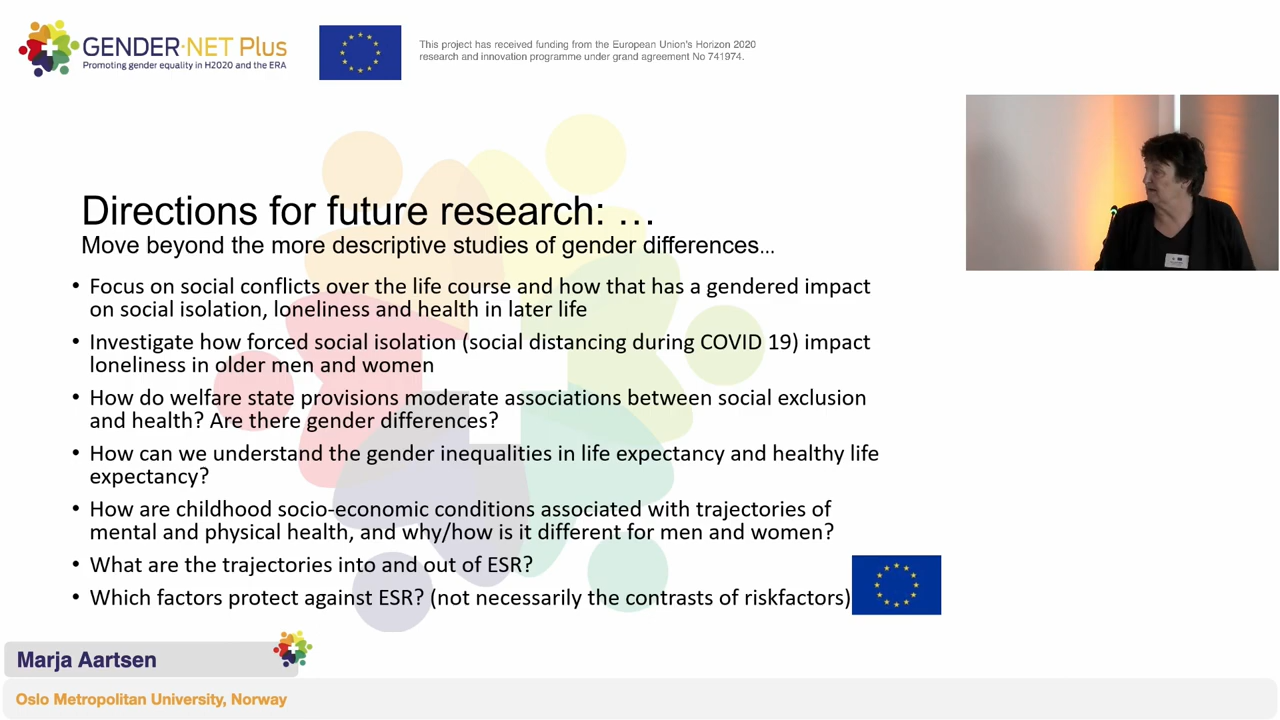 GENDER·NET Plus
Promoting gender equality in H2020 and the ERA
This project has received funding from the European Union's Horizon 2020
research and innovation programme under grand agreement No 741974.
Directions for future research: …
Move beyond the more descriptive studies of gender differences…
• Focus on social conflicts over the life course and how that has a gendered impact
on social isolation, loneliness and health in later life
• Investigate how forced social isolation (social distancing during COVID 19) impact
loneliness in older men and women
• How do welfare state provisions moderate associations between social exclusion
and health? Are there gender differences?
• How can we understand the gender inequalities in life expectancy and healthy life
expectancy?
• How are childhood socio-economic conditions associated with trajectories of
mental and physical health, and why/how is it different for men and women?
• What are the trajectories into and out of ESR?
• Which factors protect against ESR? (not necessarily the contrasts of riskfactors)
Marja Aartsen
Oslo Metropolitan University, Norway